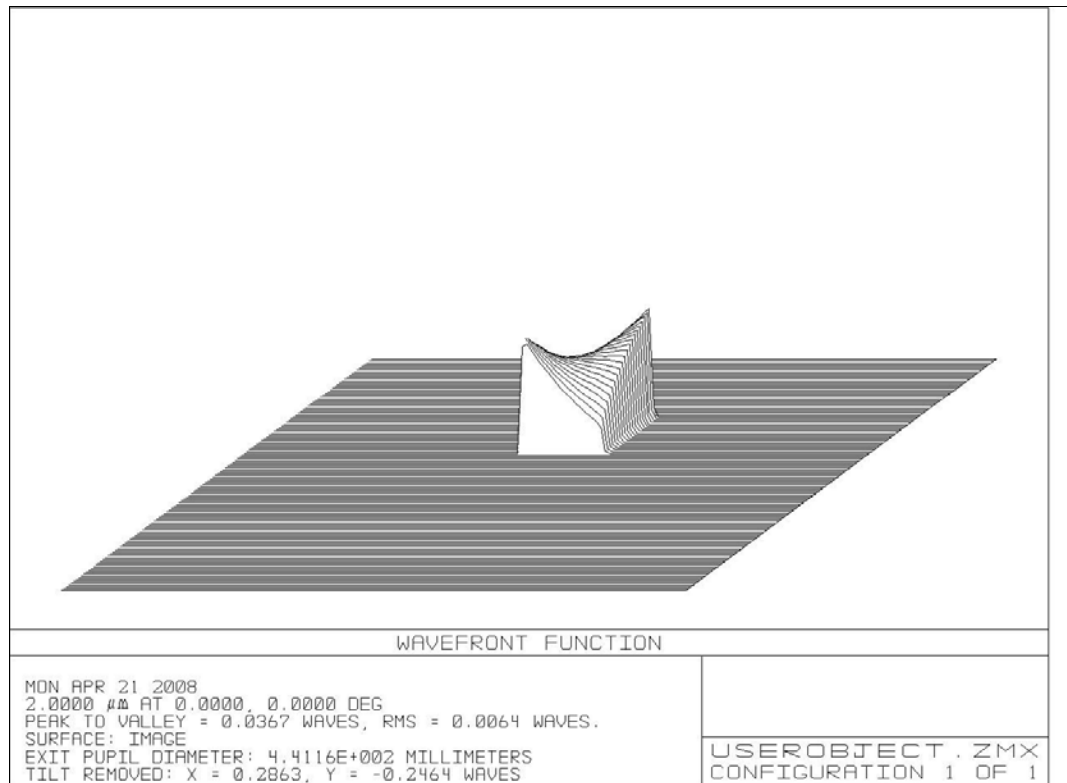 WAVEFRONT FUNCTION
MON APR 21 2008
2.0000 µm AT 0.0000, 0.0000 DEG
PEAK TO VALLEY = 0.0367 WAVES, RMS = 0.0064 WAVES.
SURFACE: IMAGE
EXIT PUPIL DIAMETER: 4.4116E+002 MILLIMETERS
TILT REMOVED: X = 0.2863, Y = -0.2464 WAVES
USEROBJECT.ZMX
CONFIGURATION 1 OF 1